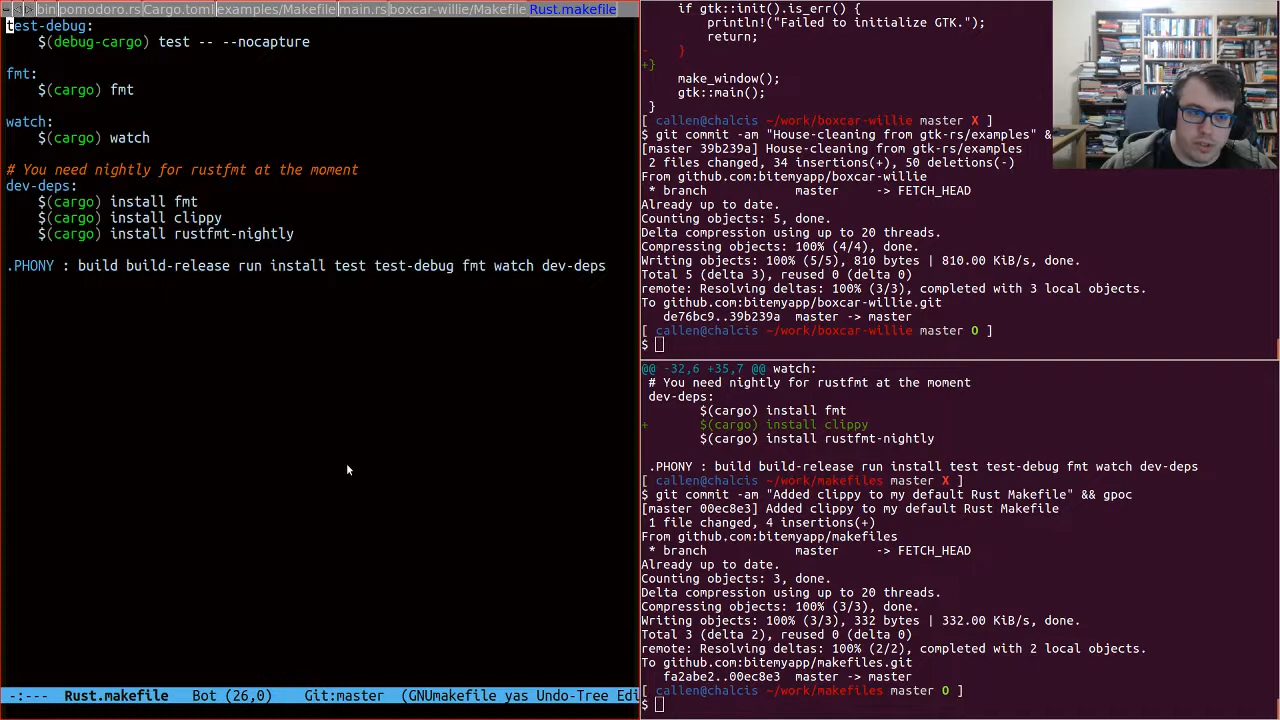 bin pomodoro.rs Cargo.toml examples/Makefile main.rs boxcar-willie/Makefile Rust.makefile
test-debug:
$(debug-cargo) test -- --nocapture
fmt:
$(cargo) fmt
watch:
$(cargo) watch
# You need nightly for rustfmt at the moment
dev-deps:
$(cargo) install fmt
$(cargo) install clippy
$(cargo) install rustfmt-nightly
.PHONY : build build-release run install test test-debug fmt watch dev-deps
-:--- Rust.makefile Bot (26,0) Git:master (GNUmakefile yas Undo-Tree Edi
if gtk::init().is_err() {
println!("Failed to initialize GTK.");
return;
- }
+}
make_window();
gtk::main();
}
[ callen@chalcis ~/work/boxcar-willie master X ]
$ git commit -am "House-cleaning from gtk-rs/examples" &
[master 39b239a] House-cleaning from gtk-rs/examples
2 files changed, 34 insertions(+), 50 deletions(-)
From github.com:bitemyapp/boxcar-willie
* branch master -> FETCH_HEAD
Already up to date.
Counting objects: 5, done.
Delta compression using up to 20 threads.
Compressing objects: 100% (4/4), done.
Writing objects: 100% (5/5), 810 bytes | 810.00 KiB/s, done.
Total 5 (delta 3), reused 0 (delta 0)
remote: Resolving deltas: 100% (3/3), completed with 3 local objects.
To github.com:bitemyapp/boxcar-willie.git
de76bc9..39b239a master -> master
[ callen@chalcis ~/work/boxcar-willie master O ]
$
@@ -32,6 +35,7 @@ watch:
# You need nightly for rustfmt at the moment
dev-deps:
$(cargo) install fmt
+ $(cargo) install clippy
$(cargo) install rustfmt-nightly
.PHONY : build build-release run install test test-debug fmt watch dev-deps
[ callen@chalcis ~/work/makefiles master X ]
$ git commit -am "Added clippy to my default Rust Makefile" && gpoc
[master 00ec8e3] Added clippy to my default Rust Makefile
1 file changed, 4 insertions(+)
From github.com:bitemyapp/makefiles
* branch master -> FETCH_HEAD
Already up to date.
Counting objects: 3, done.
Delta compression using up to 20 threads.
Compressing objects: 100% (3/3), done.
Writing objects: 100% (3/3), 332 bytes | 332.00 KiB/s, done.
Total 3 (delta 2), reused 0 (delta 0)
remote: Resolving deltas: 100% (2/2), completed with 2 local objects.
To github.com:bitemyapp/makefiles.git
fa2abe2..00ec8e3 master -> master
[ callen@chalcis ~/work/makefiles master O ]
$